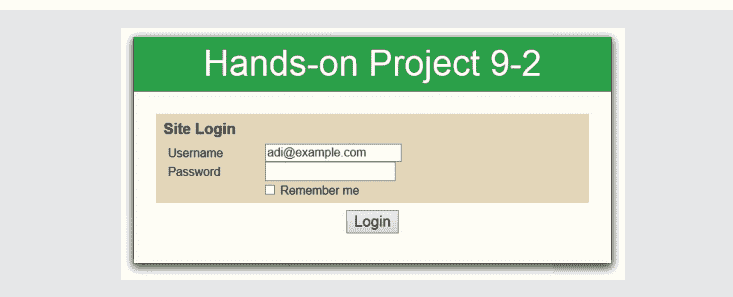 Hands-on Project 9-2
Site Login
Username adi@example.com
Password
Remember me
Login